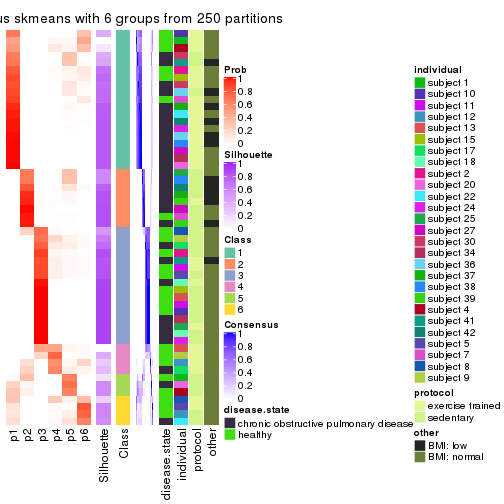 us skmeans with 6 groups from 250 partitions
Prob
1
0.8
0.6
0.4
0.2
0
Silhouette
1
0.8
0.6
0.4
0.2
0
Class
1
2
3
4
5
6
Consensus
1
0.8
0.6
0.4
0.2
0
disease.state
chronic obstructive pulmonary disease
healthy
individual
subject 1
subject 10
subject 11
subject 12
subject 13
subject 15
subject 17
subject 18
subject 2
subject 20
subject 22
subject 24
subject 25
subject 27
subject 30
subject 34
subject 36
subject 37
subject 38
subject 39
subject 4
subject 41
subject 42
subject 5
subject 7
subject 8
subject 9
protocol
exercise trained
sedentary
other
BMI: low
BMI: normal
p1
p2
p3
p4
p5
p6
Silhouette
Class
disease.state
individual
protocol
other